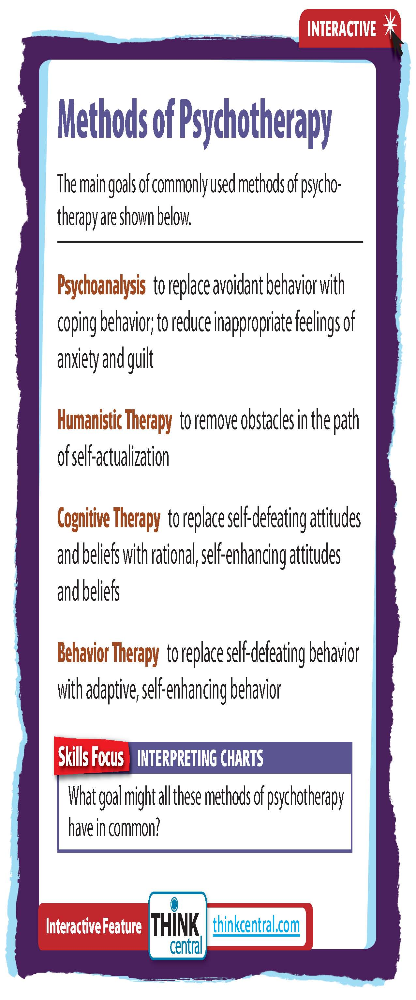 INTERACTIVE
Methods of Psychotherapy
The main goals of commonly used methods of psycho-
therapy are shown below.
Psychoanalysis to replace avoidant behavior with
coping behavior; to reduce inappropriate feelings of
anxiety and guilt
Humanistic Therapy to remove obstacles in the path
of self-actualization
Cognitive Therapy to replace self-defeating attitudes
and beliefs with rational, self-enhancing attitudes
and beliefs
Behavior Therapy to replace self-defeating behavior
with adaptive, self-enhancing behavior
Skills Focus INTERPRETING CHARTS
What goal might all these methods of psychotherapy
have in common?
Interactive Feature THINK central thinkcentral.com